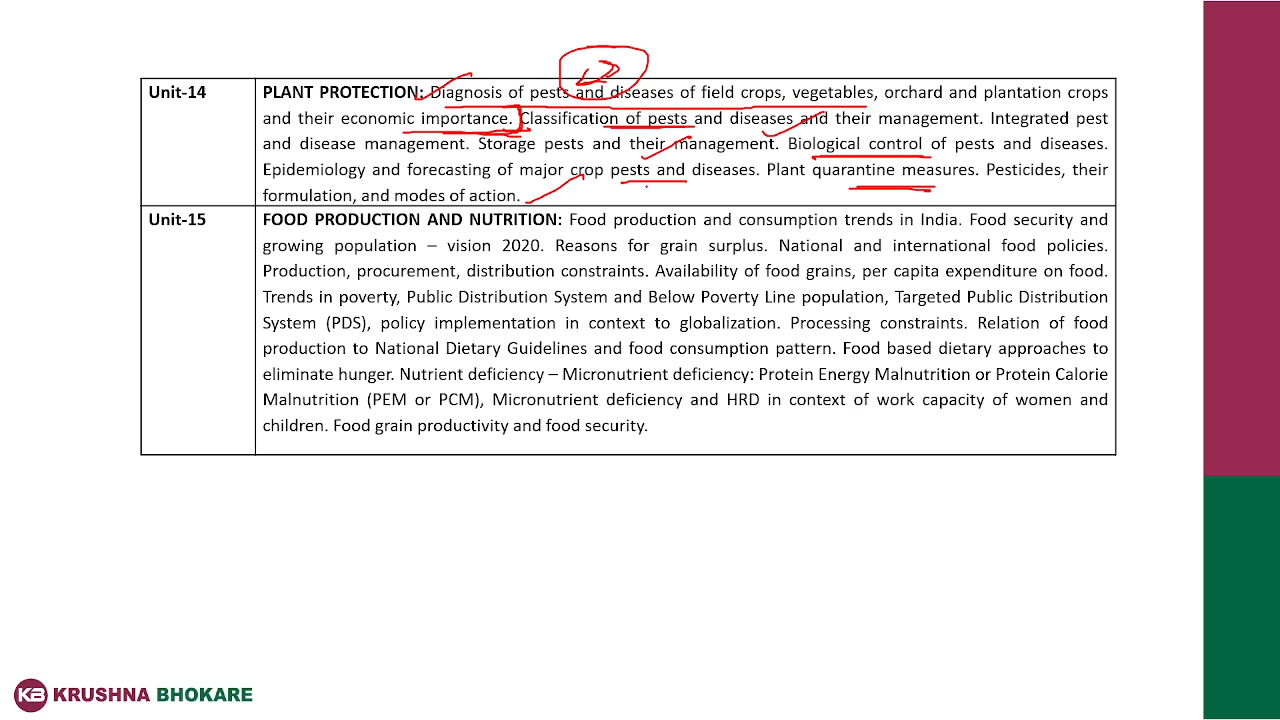 Unit-14
PLANT PROTECTION: Diagnosis of pests and diseases of field crops, vegetables, orchard and plantation crops
and their economic importance. Classification of pests and diseases and their management. Integrated pest
and disease management. Storage pests and their management. Biological control of pests and diseases.
Epidemiology and forecasting of major crop pests and diseases. Plant quarantine measures. Pesticides, their
formulation, and modes of action.
Unit-15
FOOD PRODUCTION AND NUTRITION: Food production and consumption trends in India. Food security and
growing population – vision 2020. Reasons for grain surplus. National and international food policies.
Production, procurement, distribution constraints. Availability of food grains, per capita expenditure on food.
Trends in poverty, Public Distribution System and Below Poverty Line population, Targeted Public Distribution
System (PDS), policy implementation in context to globalization. Processing constraints. Relation of food
production to National Dietary Guidelines and food consumption pattern. Food based dietary approaches to
eliminate hunger. Nutrient deficiency – Micronutrient deficiency: Protein Energy Malnutrition or Protein Calorie
Malnutrition (PEM or PCM), Micronutrient deficiency and HRD in context of work capacity of women and
children. Food grain productivity and food security.
KB KRUSHNA BHOKARE